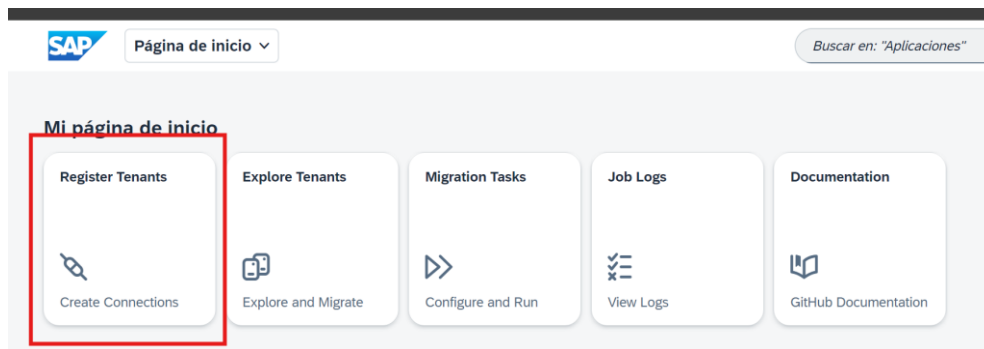 SAP Página de inicio Buscar en: "Aplicaciones"
Mi página de inicio
Register Tenants
Create Connections
Explore Tenants
Explore and Migrate
Migration Tasks
Configure and Run
Job Logs
View Logs
Documentation
GitHub Documentation